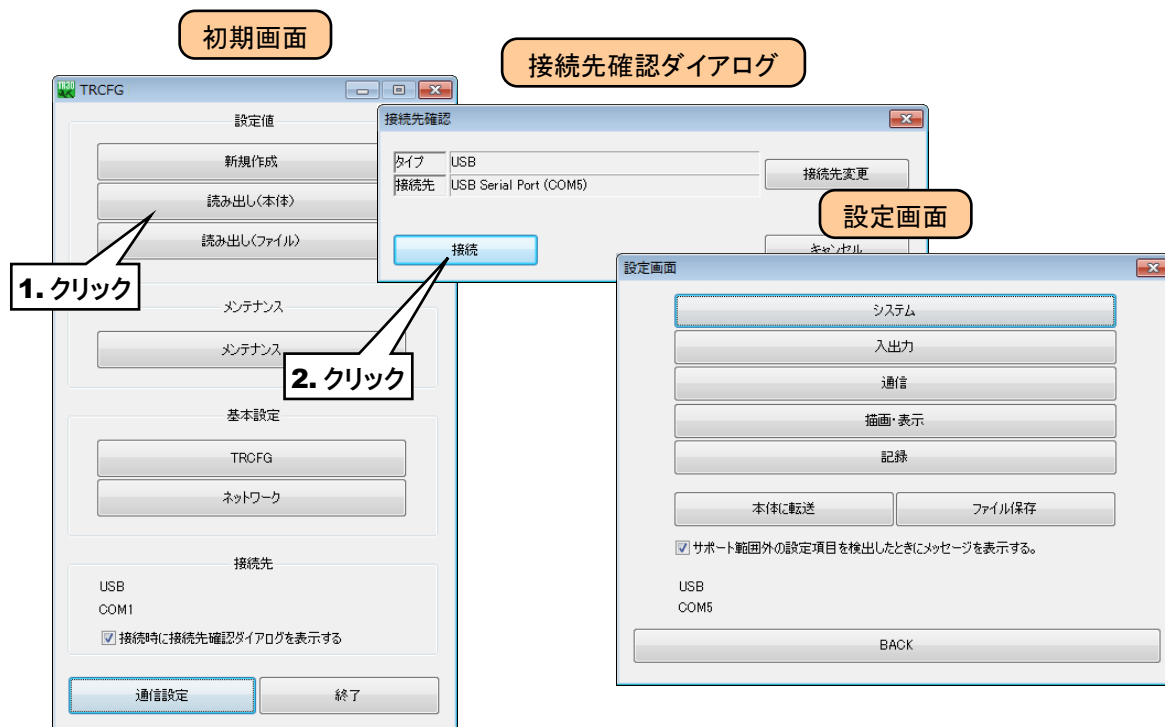 初期画面
TRCFG
設定値
新規作成
読み出し(本体)
読み出し(ファイル)
1. クリック
メンテナンス
メンテナンス
基本設定
TRCFG
ネットワーク
接続先
USB
COM1
接続時に接続先確認ダイアログを表示する
通信設定
終了
接続先確認ダイアログ
接続先確認
タイプ USB
接続先 USB Serial Port (COM5)
接続先変更
接続
キャンセル
2. クリック
設定画面
設定画面
システム
入出力
通信
描画・表示
記録
本体に転送
ファイル保存
サポート範囲外の設定項目を検出したときにメッセージを表示する。
USB
COM5
BACK